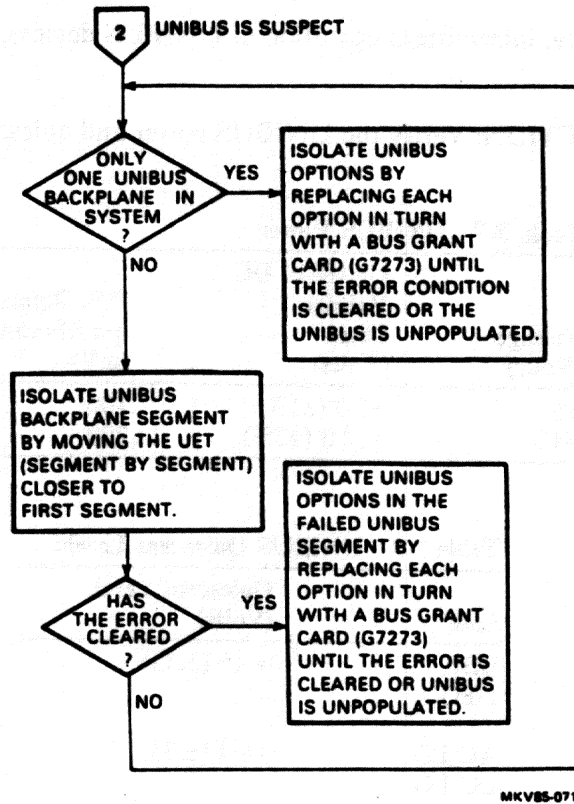 2
UNIBUS IS SUSPECT
ONLY
ONE UNIBUS
BACKPLANE IN
SYSTEM
?
YES
NO
ISOLATE UNIBUS
OPTIONS BY
REPLACING EACH
OPTION IN TURN
WITH A BUS GRANT
CARD (G7273) UNTIL
THE ERROR CONDITION
IS CLEARED OR THE
UNIBUS IS UNPOPULATED.
ISOLATE UNIBUS
BACKPLANE SEGMENT
BY MOVING THE UET
(SEGMENT BY SEGMENT)
CLOSER TO
FIRST SEGMENT.
HAS
THE ERROR
CLEARED
?
YES
NO
ISOLATE UNIBUS
OPTIONS IN THE
FAILED UNIBUS
SEGMENT BY
REPLACING EACH
OPTION IN TURN
WITH A BUS GRANT
CARD (G7273)
UNTIL THE ERROR IS
CLEARED OR UNIBUS
IS UNPOPULATED.
MKV85-071